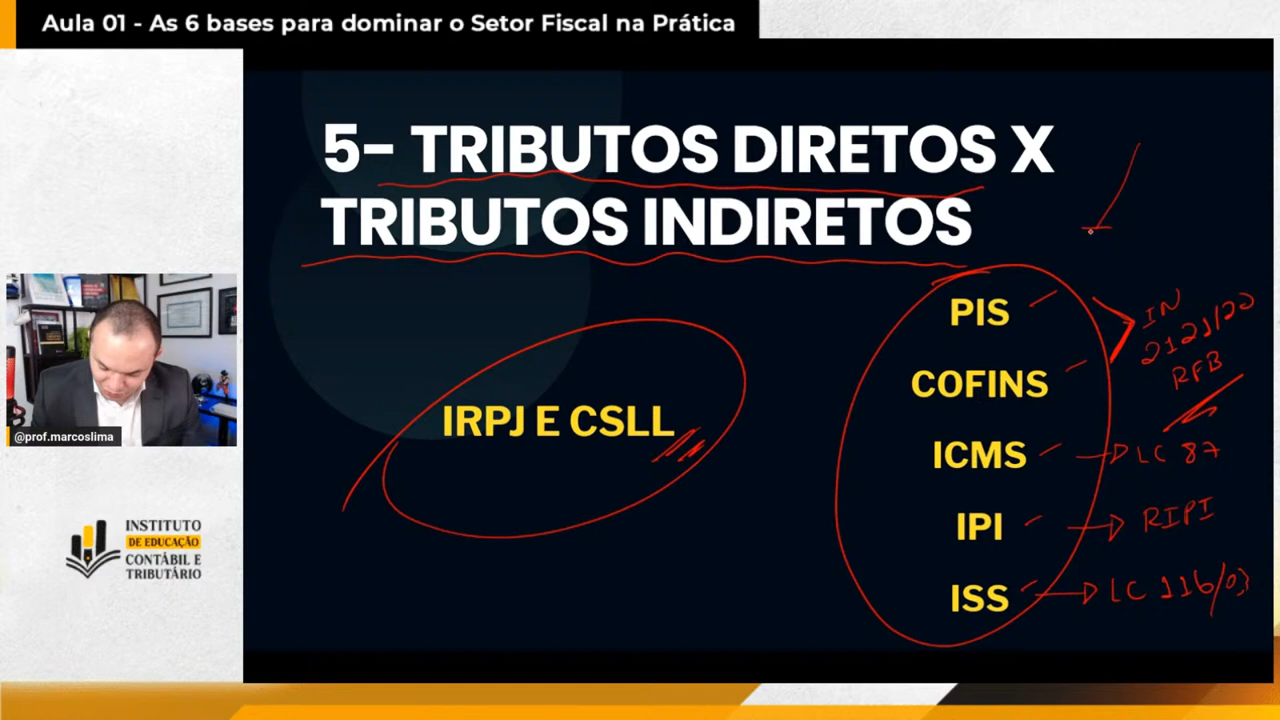 Aula 01 - As 6 bases para dominar o Setor Fiscal na Prática
5- TRIBUTOS DIRETOS X
TRIBUTOS INDIRETOS
IRPJ E CSLL
PIS
COFINS
ICMS
IPI
ISS
IN
2121/22
RFB
LC 87
RIPI
LC 116/03
@prof.marcoslima
INSTITUTO
DE EDUCAÇÃO
CONTÁBIL E
TRIBUTÁRIO